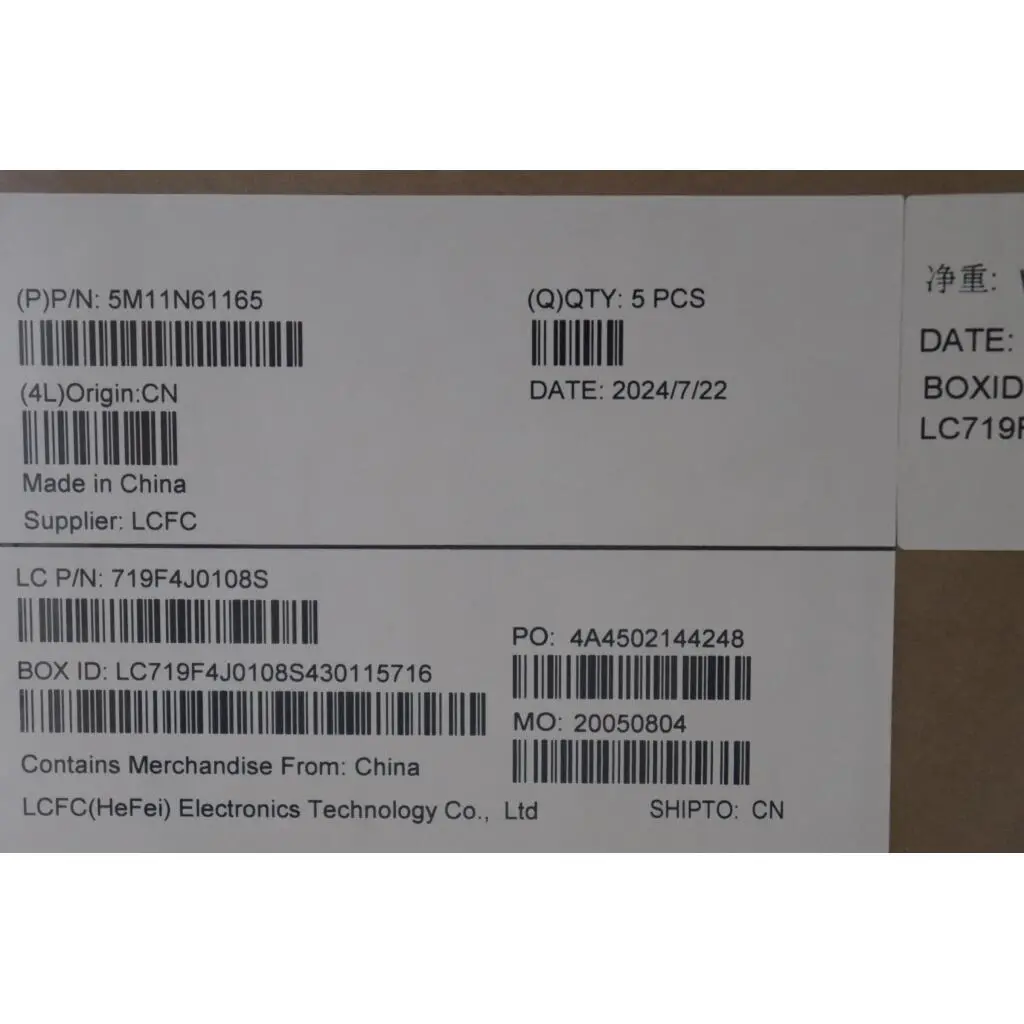 (P)P/N: 5M11N61165
(Q)QTY: 5 PCS
(4L)Origin:CN
DATE: 2024/7/22
Made in China
Supplier: LCFC
LC P/N: 719F4J0108S
PO: 4A4502144248
BOX ID: LC719F4J0108S430115716
MO: 20050804
Contains Merchandise From: China
LCFC(HeFei) Electronics Technology Co., Ltd
SHIPTO: CN
净重:
DATE:
BOXID
LC719F